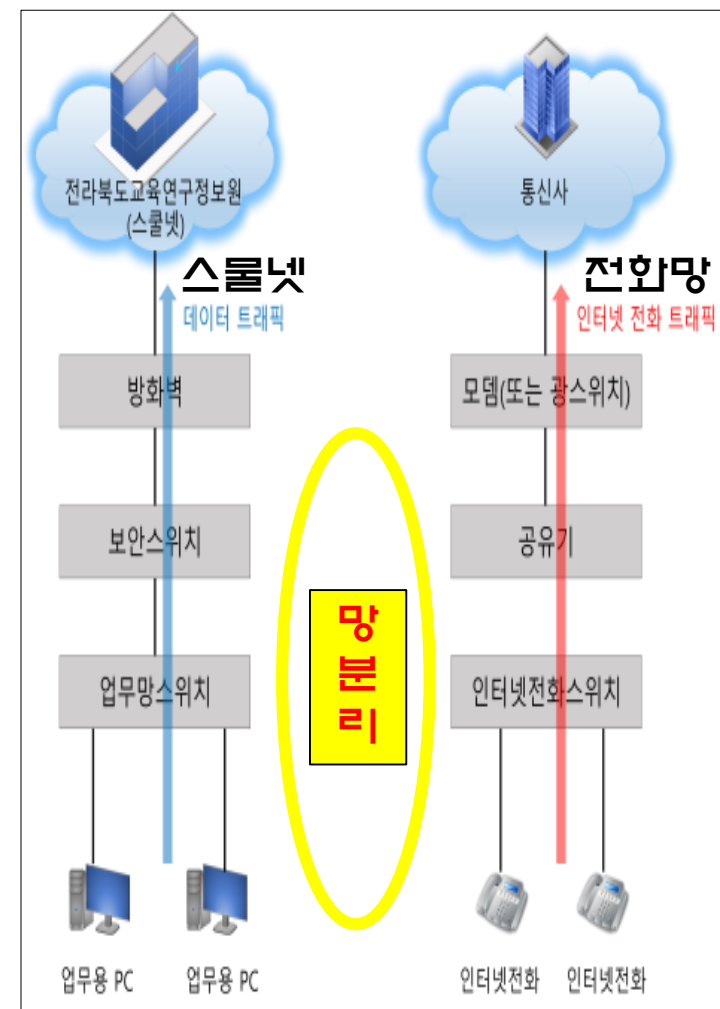 전라북도교육연구정보원
(스쿨넷)
스물넷
데이터 트래픽
방화벽
보안스위치
업무망스위치
업무용 PC
업무용 PC
망
분
리
통신사
전화망
인터넷 전화 트래픽
모뎀(또는 광스위치)
공유기
인터넷전화스위치
인터넷전화
인터넷전화